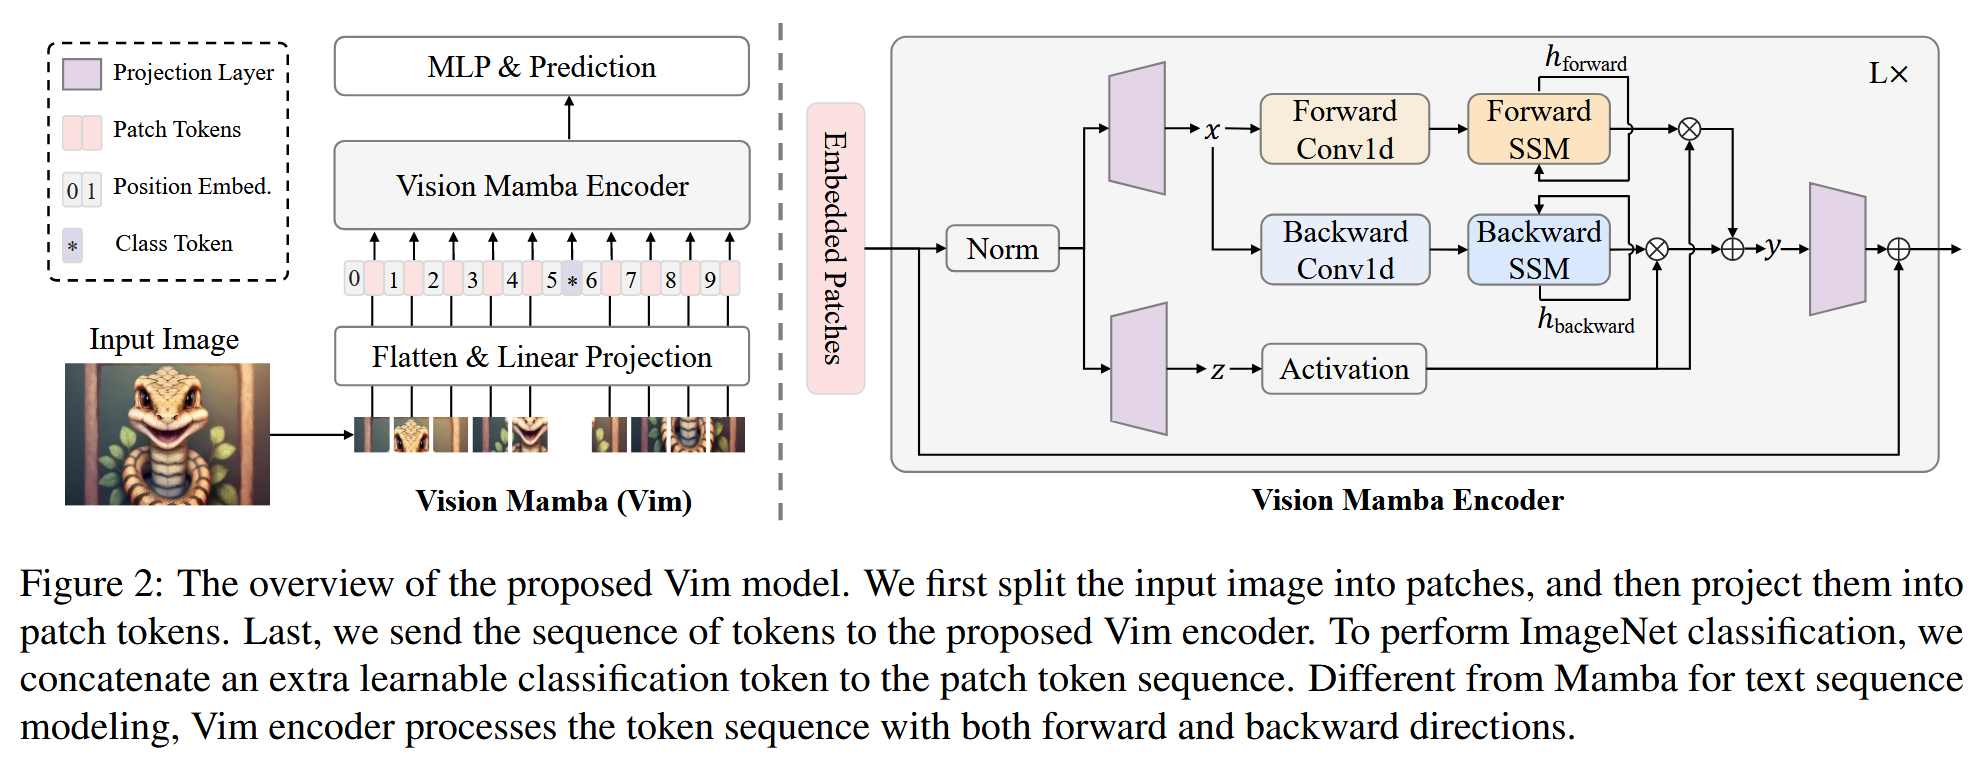 Projection Layer
Patch Tokens
0 1 Position Embed.
* Class Token
Input Image
MLP & Prediction
Vision Mamba Encoder
0 1 2 3 4 5 * 6 7 8 9
Flatten & Linear Projection
Vision Mamba (Vim)
Embedded Patches
L×
h_forward
Forward
Conv1d
Forward
SSM
x
Norm
Backward
Conv1d
Backward
SSM
y
h_backward
z
Activation
Vision Mamba Encoder
Figure 2: The overview of the proposed Vim model. We first split the input image into patches, and then project them into
patch tokens. Last, we send the sequence of tokens to the proposed Vim encoder. To perform ImageNet classification, we
concatenate an extra learnable classification token to the patch token sequence. Different from Mamba for text sequence
modeling, Vim encoder processes the token sequence with both forward and backward directions.